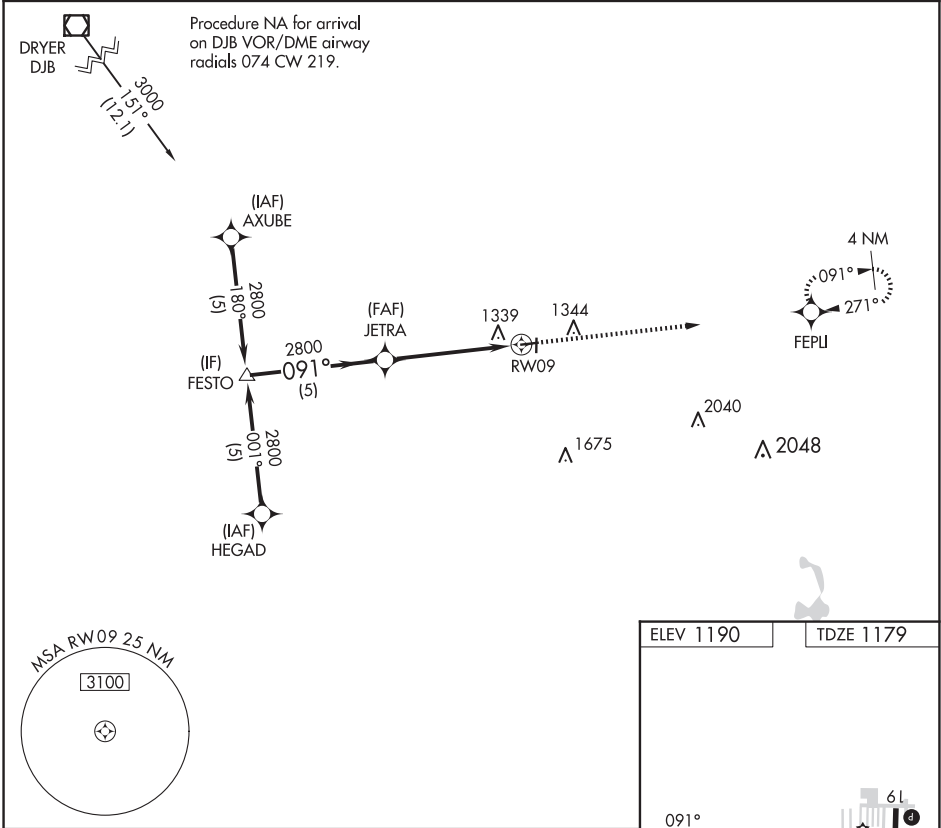 Procedure NA for arrival
on DJB VOR/DME airway
radials 074 CW 219.
DRYER
DJB
3000
151°
(12.1)
(IAF)
AXUBE
2800
180°
(5)
4 NM
091°
271°
FEPLI
(FAF)
JETRA
1339
1344
RW09
(IF)
FESTO
2800
091°
(5)
2800
001°
(5)
(IAF)
HEGAD
2040
1675
2048
MSA RW09 25 NM
3100
ELEV 1190
TDZE 1179
091°
19
P